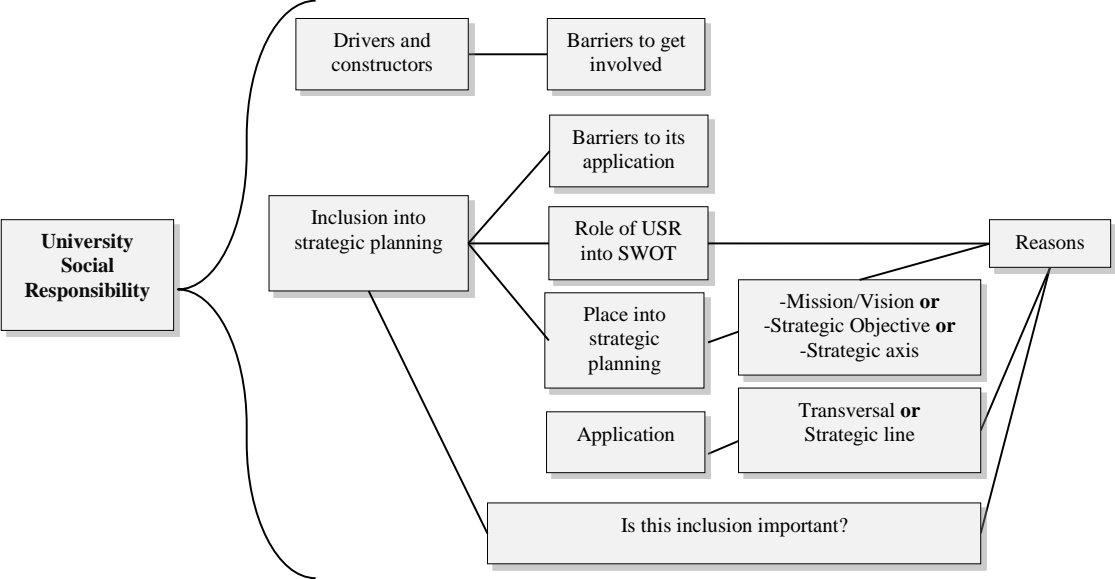 University
Social
Responsibility
Drivers and
constructors
Barriers to get
involved
Inclusion into
strategic planning
Barriers to its
application
Role of USR
into SWOT
Place into
strategic
planning
Application
-Mission/Vision or
-Strategic Objective or
-Strategic axis
Transversal or
Strategic line
Reasons
Is this inclusion important?